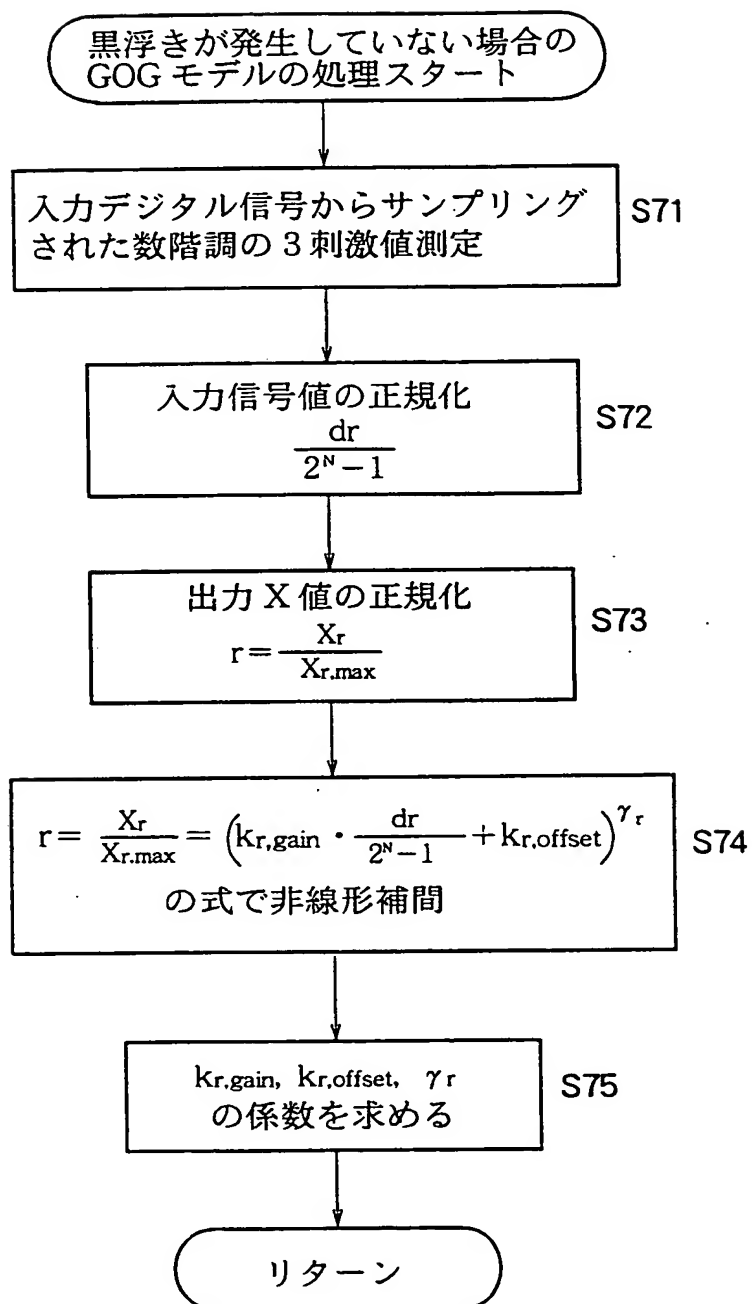 黒浮きが発生していない場合の
GOG モデルの処理スタート
入力デジタル信号からサンプリング
された数階調の3刺激値測定
S71
入力信号値の正規化
dr
2ᴺ−1
S72
出力 X 値の正規化
r= Xr
Xr.max
S73
r= Xr/Xr.max = (kr,gain · dr/2ᴺ−1 + kr,offset)γr
の式で非線形補間
S74
kr,gain, kr,offset, γr
の係数を求める
S75
リターン